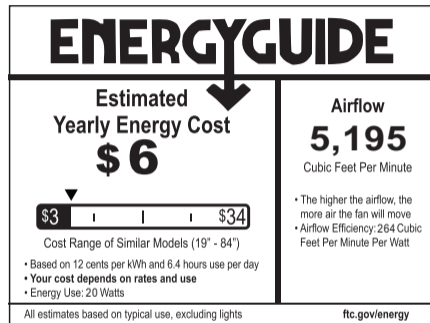 ENERGYGUIDE
Estimated
Yearly Energy Cost
$ 6
$3
$34
Cost Range of Similar Models (19" - 84")
• Based on 12 cents per kWh and 6.4 hours use per day
• Your cost depends on rates and use
• Energy Use: 20 Watts
Airflow
5,195
Cubic Feet Per Minute
• The higher the airflow, the
more air the fan will move
• Airflow Efficiency: 264 Cubic
Feet Per Minute Per Watt
All estimates based on typical use, excluding lights
ftc.gov/energy